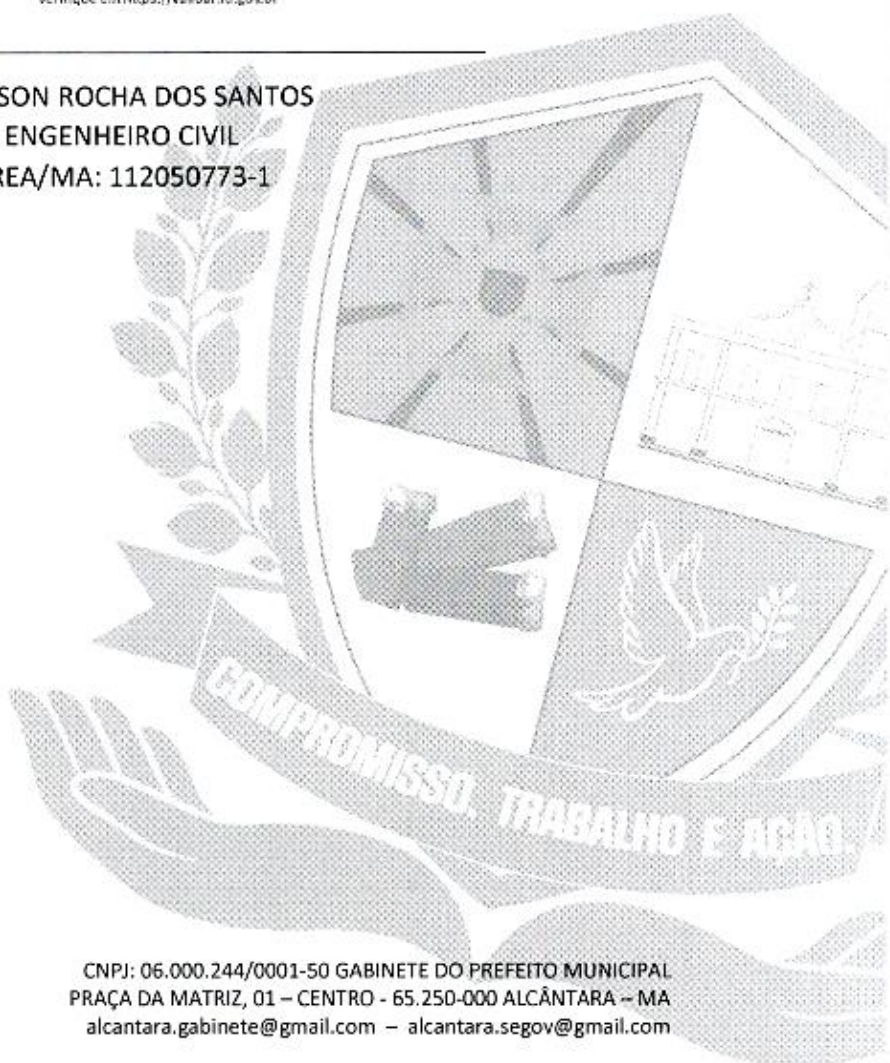 SON ROCHA DOS SANTOS
ENGENHEIRO CIVIL
REA/MA: 112050773-1
COMPROMISSO, TRABALHO E AÇÃO.
CNPJ: 06.000.244/0001-50 GABINETE DO PREFEITO MUNICIPAL
PRAÇA DA MATRIZ, 01 – CENTRO - 65.250-000 ALCÂNTARA – MA
alcantara.gabinete@gmail.com – alcantara.segov@gmail.com